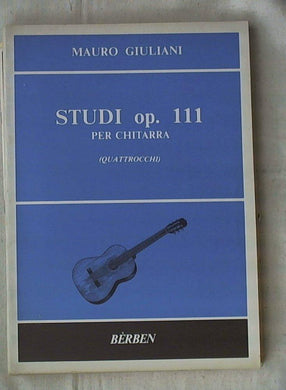 MAURO GIULIANI
STUDI op. 111
PER CHITARRA
(QUATTROCCHI)
BÈRBEN